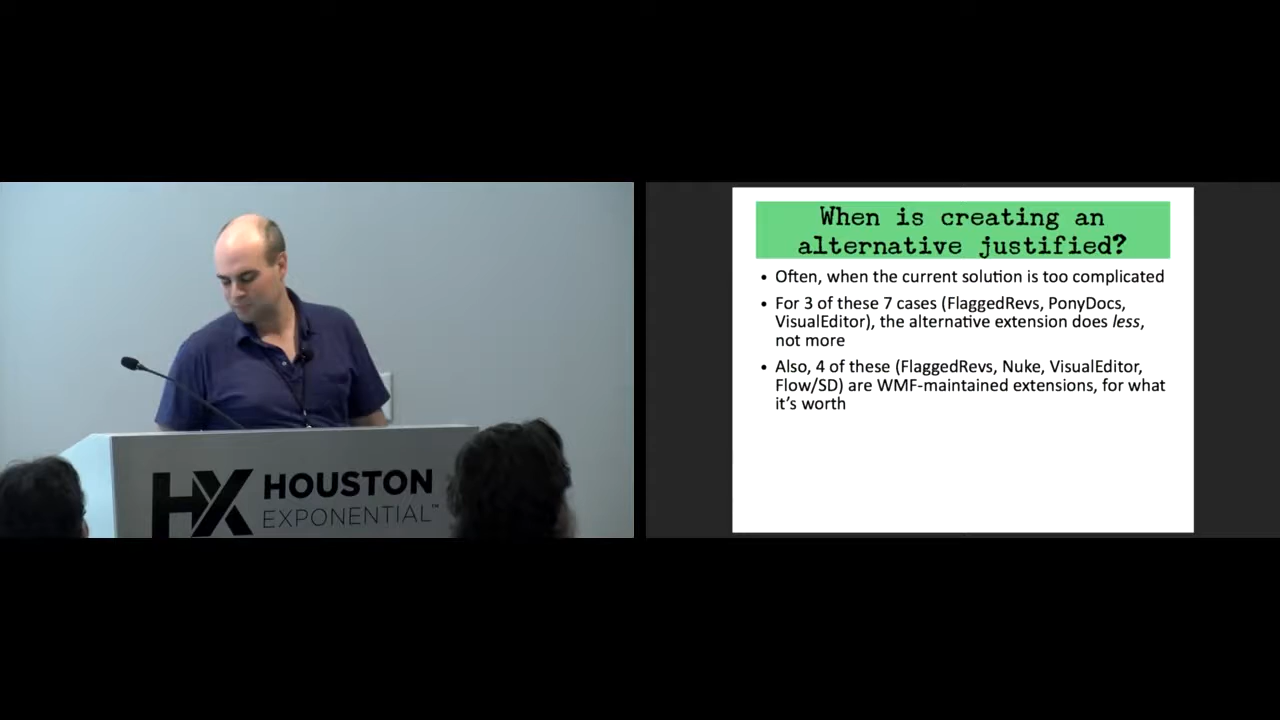 HX HOUSTON
EXPONENTIAL™
When is creating an
alternative justified?
• Often, when the current solution is too complicated
• For 3 of these 7 cases (FlaggedRevs, PonyDocs,
VisualEditor), the alternative extension does less,
not more
• Also, 4 of these (FlaggedRevs, Nuke, VisualEditor,
Flow/SD) are WMF-maintained extensions, for what
it’s worth